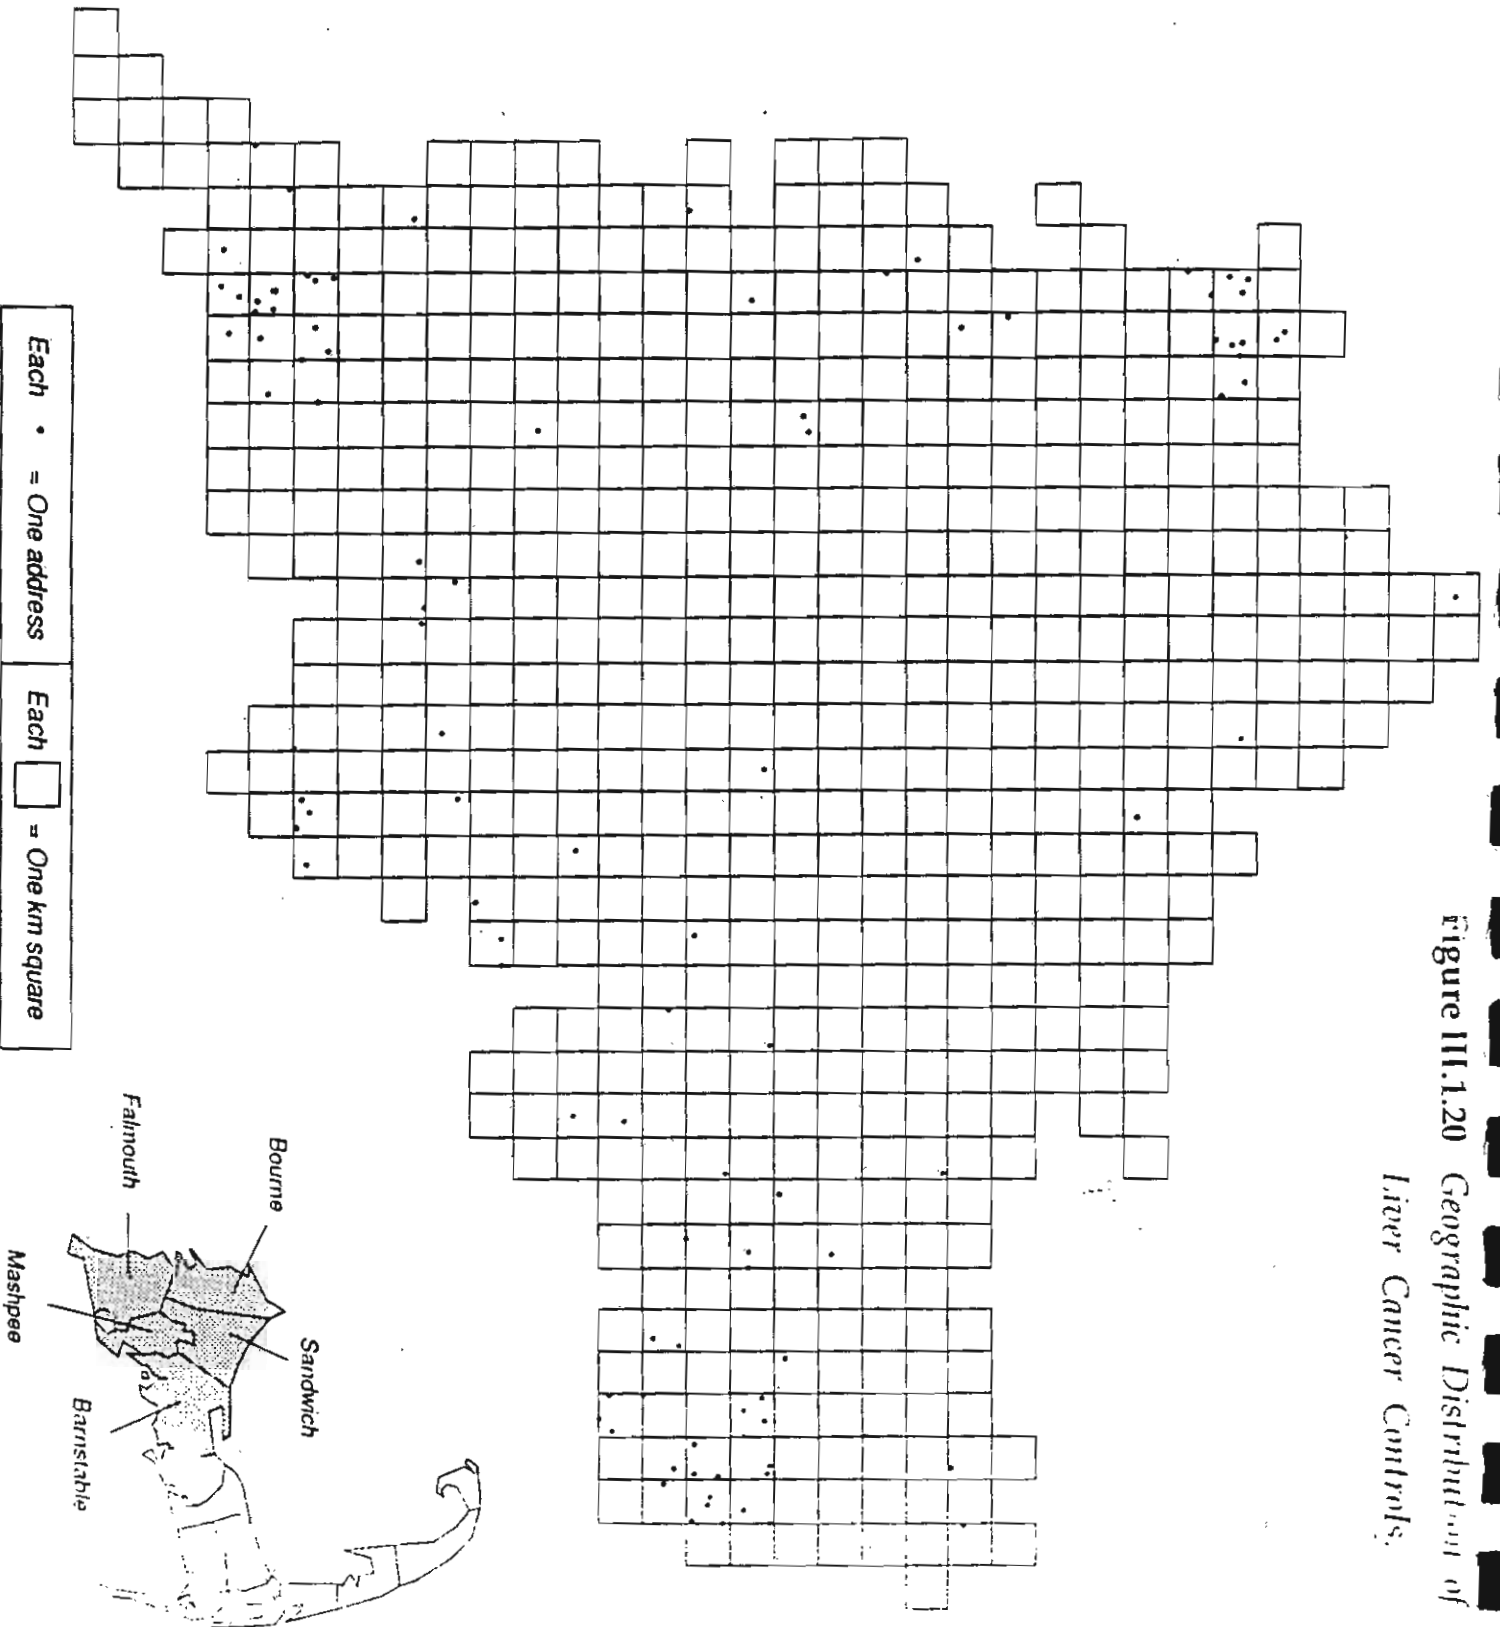 Figure III.1.20 Geographic Distribution of
Liver Cancer Controls.
Bourne
Sandwich
Falmouth
Mashpee
Barnstable
Each • = One address
Each □ = One km square